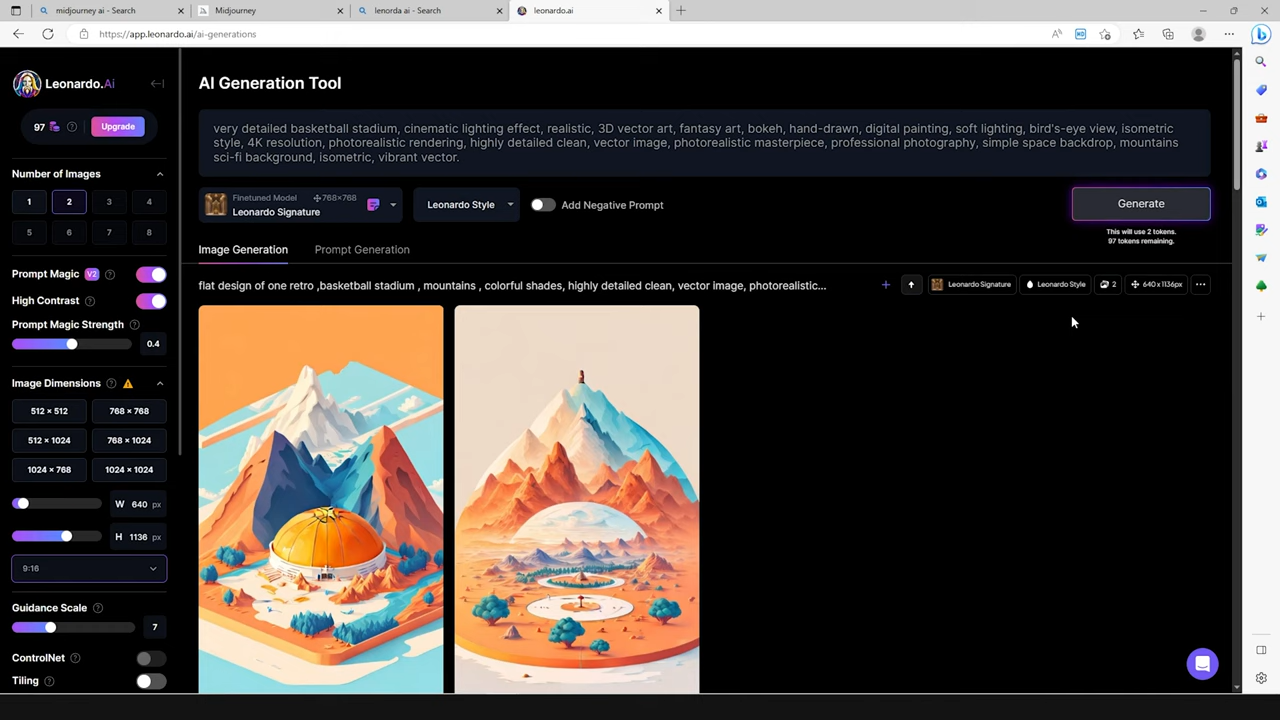 midjourney ai - Search
Midjourney
lenorda ai - Search
leonardo.ai
https://app.leonardo.ai/ai-generations
Leonardo.Ai
97
Upgrade
Number of Images
1 2 3 4
5 6 7 8
Prompt Magic V2
High Contrast
Prompt Magic Strength
0.4
Image Dimensions
512 × 512 768 × 768
512 × 1024 768 × 1024
1024 × 768 1024 × 1024
W 640 px
H 1136 px
9:16
Guidance Scale
7
ControlNet
Tiling
AI Generation Tool
very detailed basketball stadium, cinematic lighting effect, realistic, 3D vector art, fantasy art, bokeh, hand-drawn, digital painting, soft lighting, bird's-eye view, isometric
style, 4K resolution, photorealistic rendering, highly detailed clean, vector image, photorealistic masterpiece, professional photography, simple space backdrop, mountains
sci-fi background, isometric, vibrant vector.
Finetuned Model 768×768
Leonardo Signature
Leonardo Style
Add Negative Prompt
Generate
This will use 2 tokens.
97 tokens remaining.
Image Generation
Prompt Generation
flat design of one retro ,basketball stadium , mountains , colorful shades, highly detailed clean, vector image, photorealistic...
Leonardo Signature
Leonardo Style
2
640 x 1136px